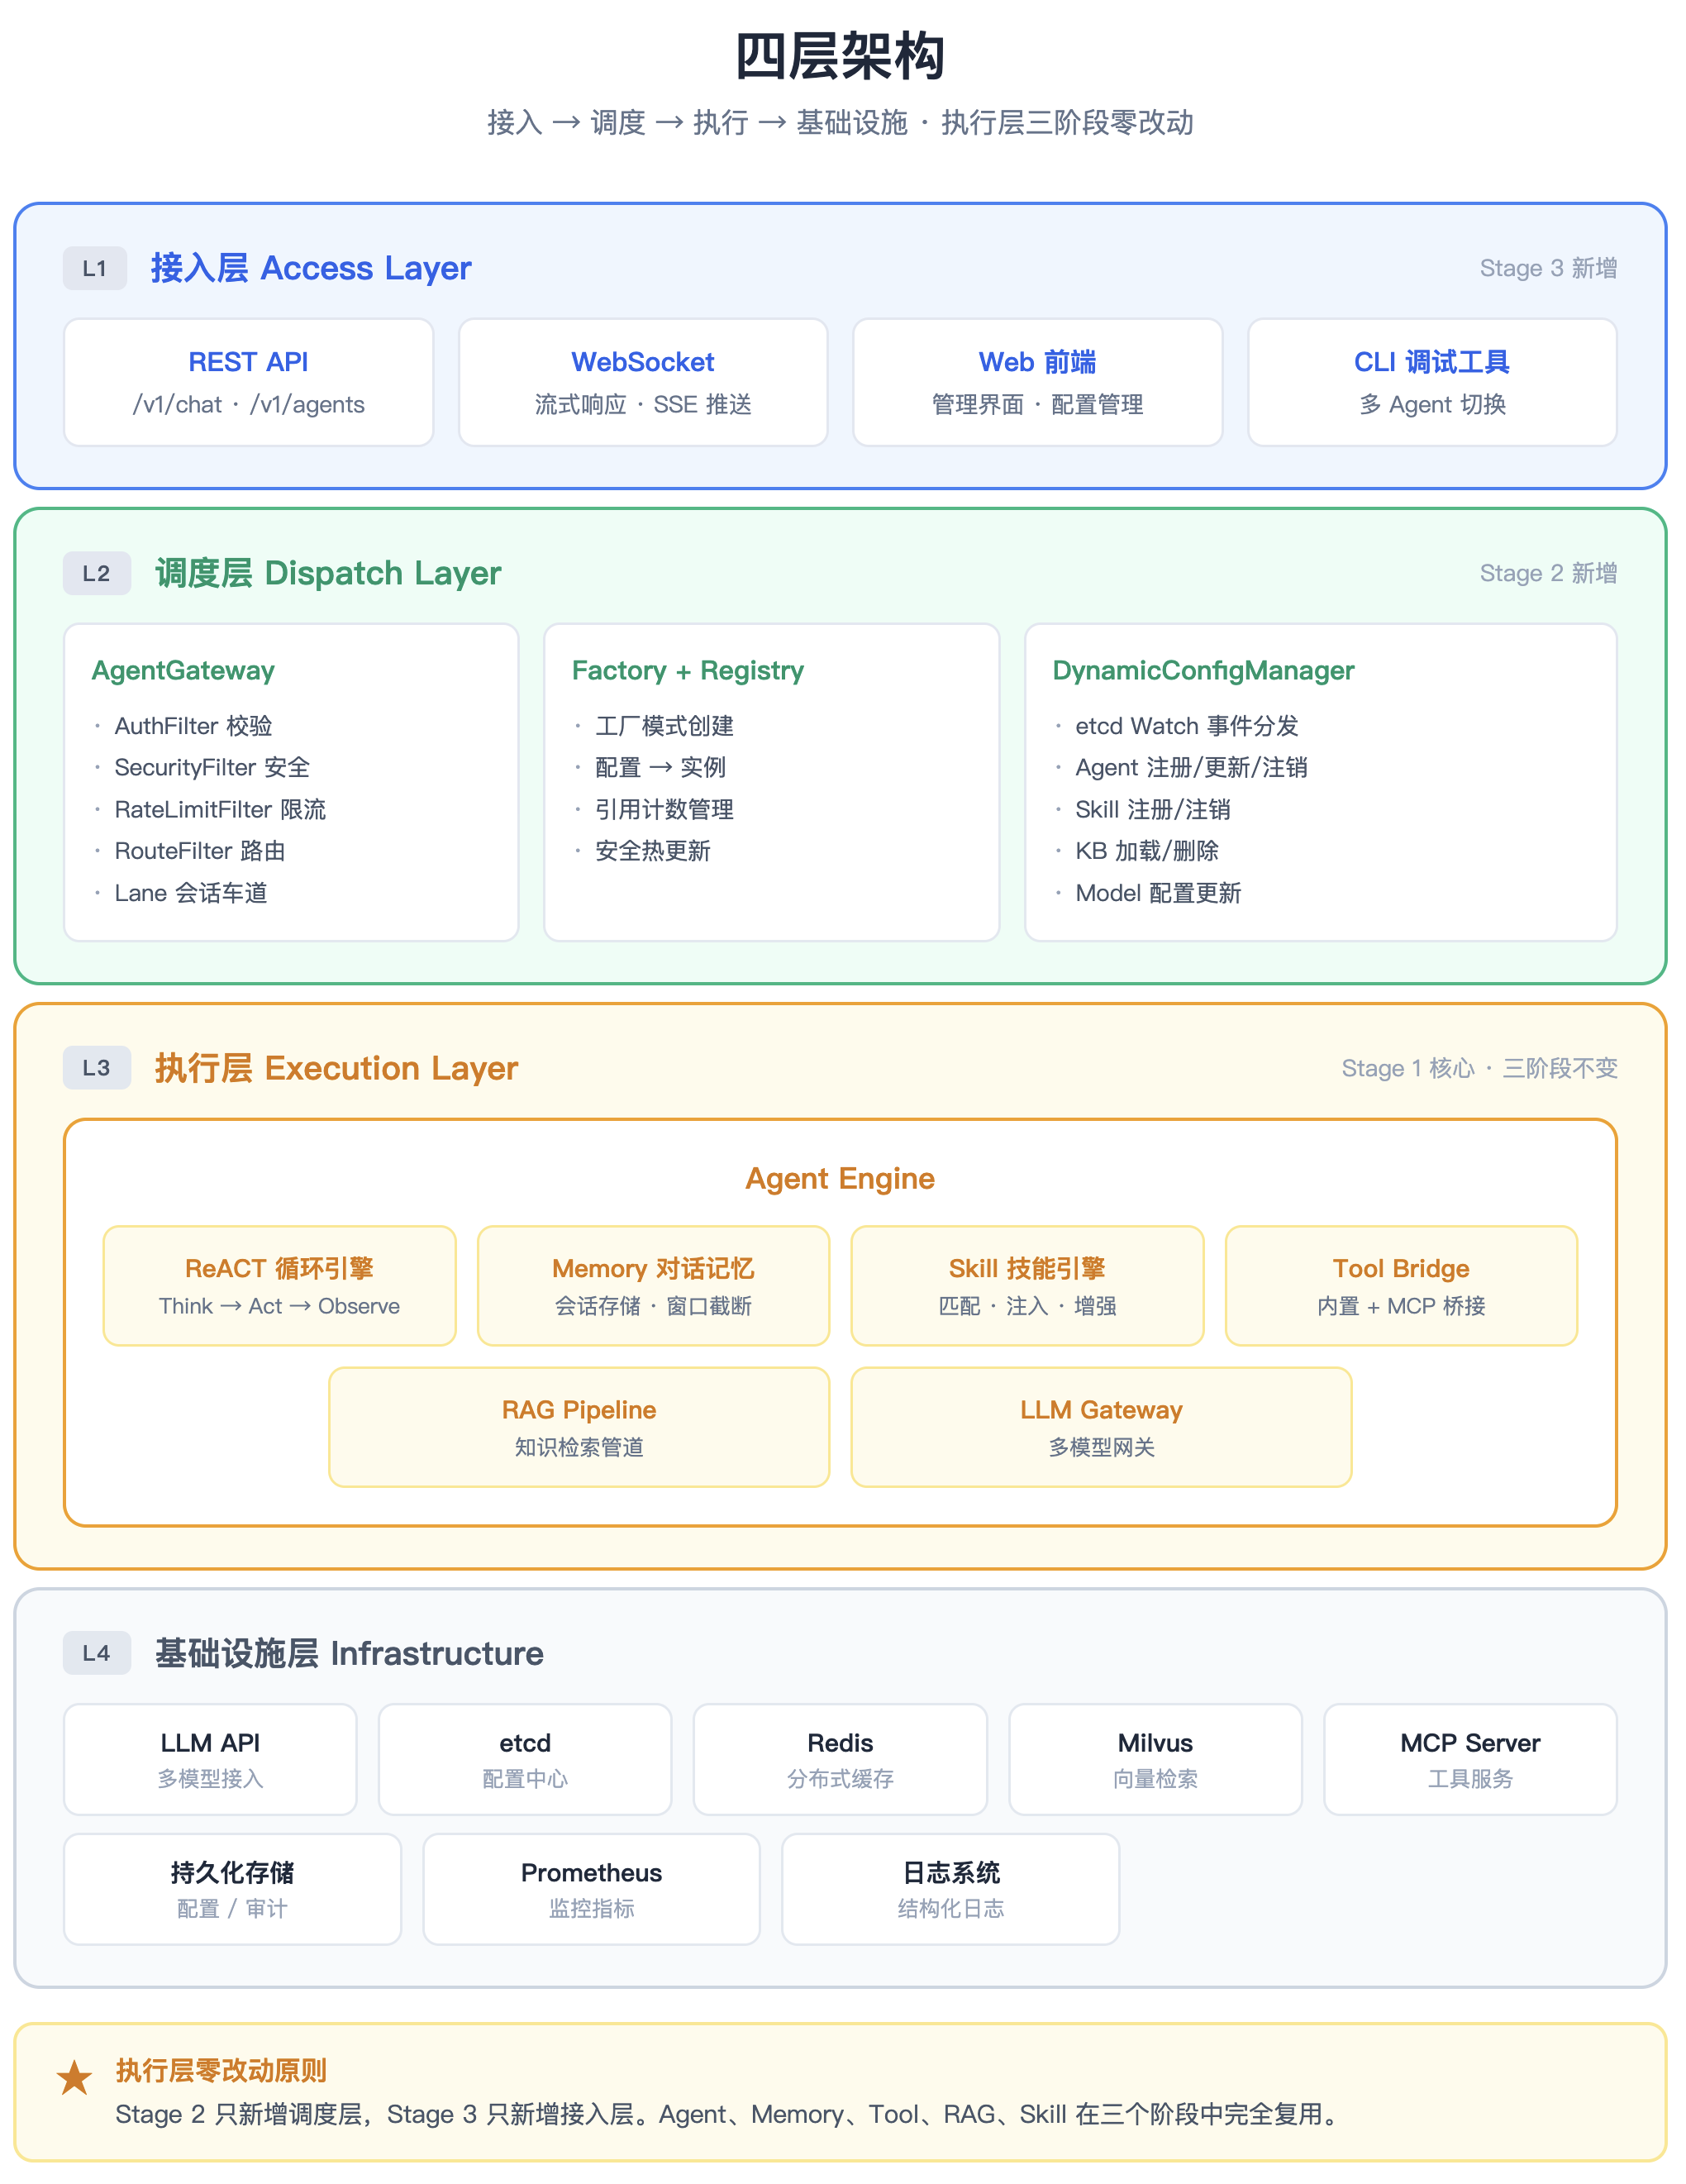 四层架构
接入 → 调度 → 执行 → 基础设施 · 执行层三阶段零改动
L1 接入层 Access Layer Stage 3 新增
REST API
/v1/chat · /v1/agents
WebSocket
流式响应 · SSE 推送
Web 前端
管理界面 · 配置管理
CLI 调试工具
多 Agent 切换
L2 调度层 Dispatch Layer Stage 2 新增
AgentGateway
· AuthFilter 校验
· SecurityFilter 安全
· RateLimitFilter 限流
· RouteFilter 路由
· Lane 会话车道
Factory + Registry
· 工厂模式创建
· 配置 → 实例
· 引用计数管理
· 安全热更新
DynamicConfigManager
· etcd Watch 事件分发
· Agent 注册/更新/注销
· Skill 注册/注销
· KB 加载/删除
· Model 配置更新
L3 执行层 Execution Layer Stage 1 核心 · 三阶段不变
Agent Engine
ReACT 循环引擎
Think → Act → Observe
Memory 对话记忆
会话存储 · 窗口截断
Skill 技能引擎
匹配 · 注入 · 增强
Tool Bridge
内置 + MCP 桥接
RAG Pipeline
知识检索管道
LLM Gateway
多模型网关
L4 基础设施层 Infrastructure
LLM API
多模型接入
etcd
配置中心
Redis
分布式缓存
Milvus
向量检索
MCP Server
工具服务
持久化存储
配置 / 审计
Prometheus
监控指标
日志系统
结构化日志
★ 执行层零改动原则
Stage 2 只新增调度层，Stage 3 只新增接入层。Agent、Memory、Tool、RAG、Skill 在三个阶段中完全复用。